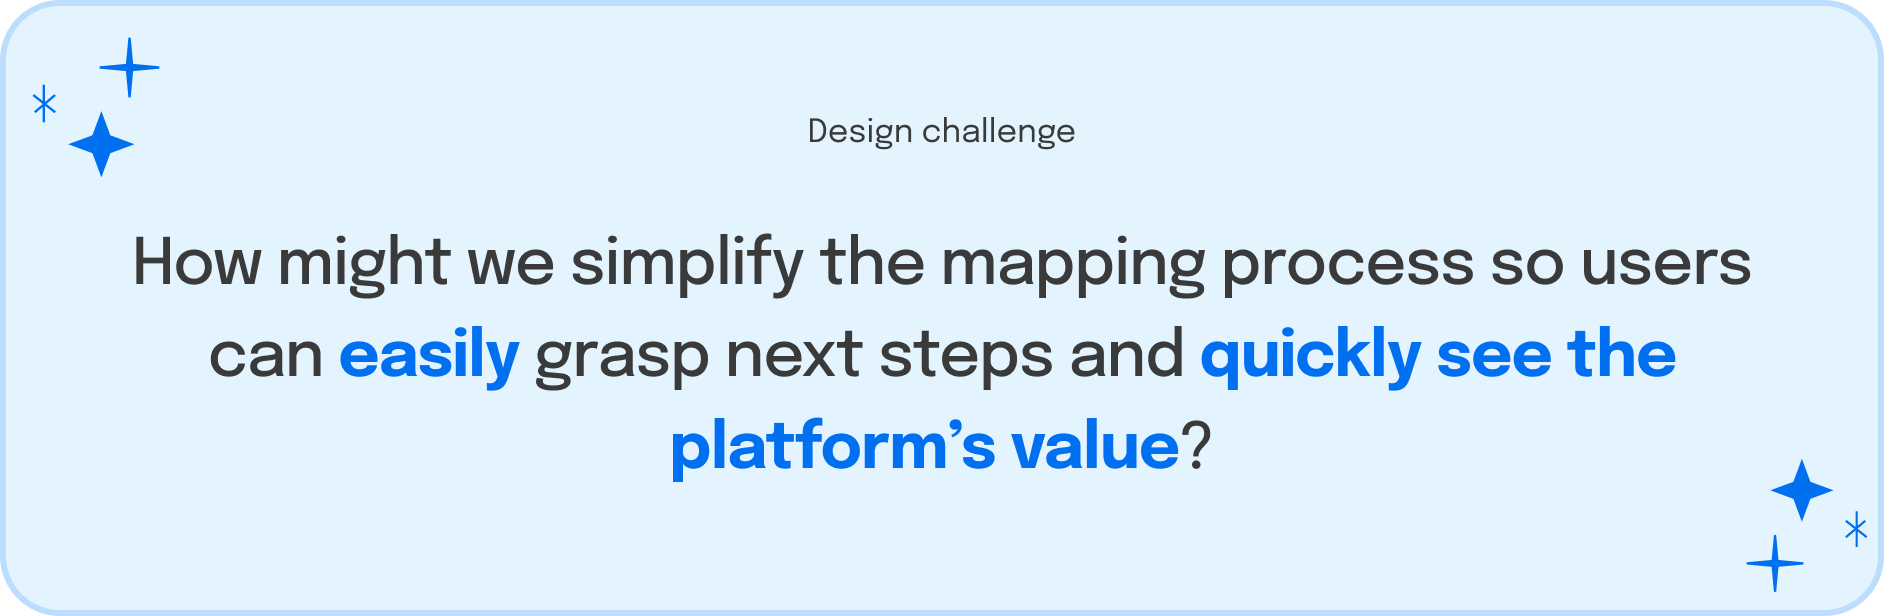 Design challenge
How might we simplify the mapping process so users
can easily grasp next steps and quickly see the
platform’s value?